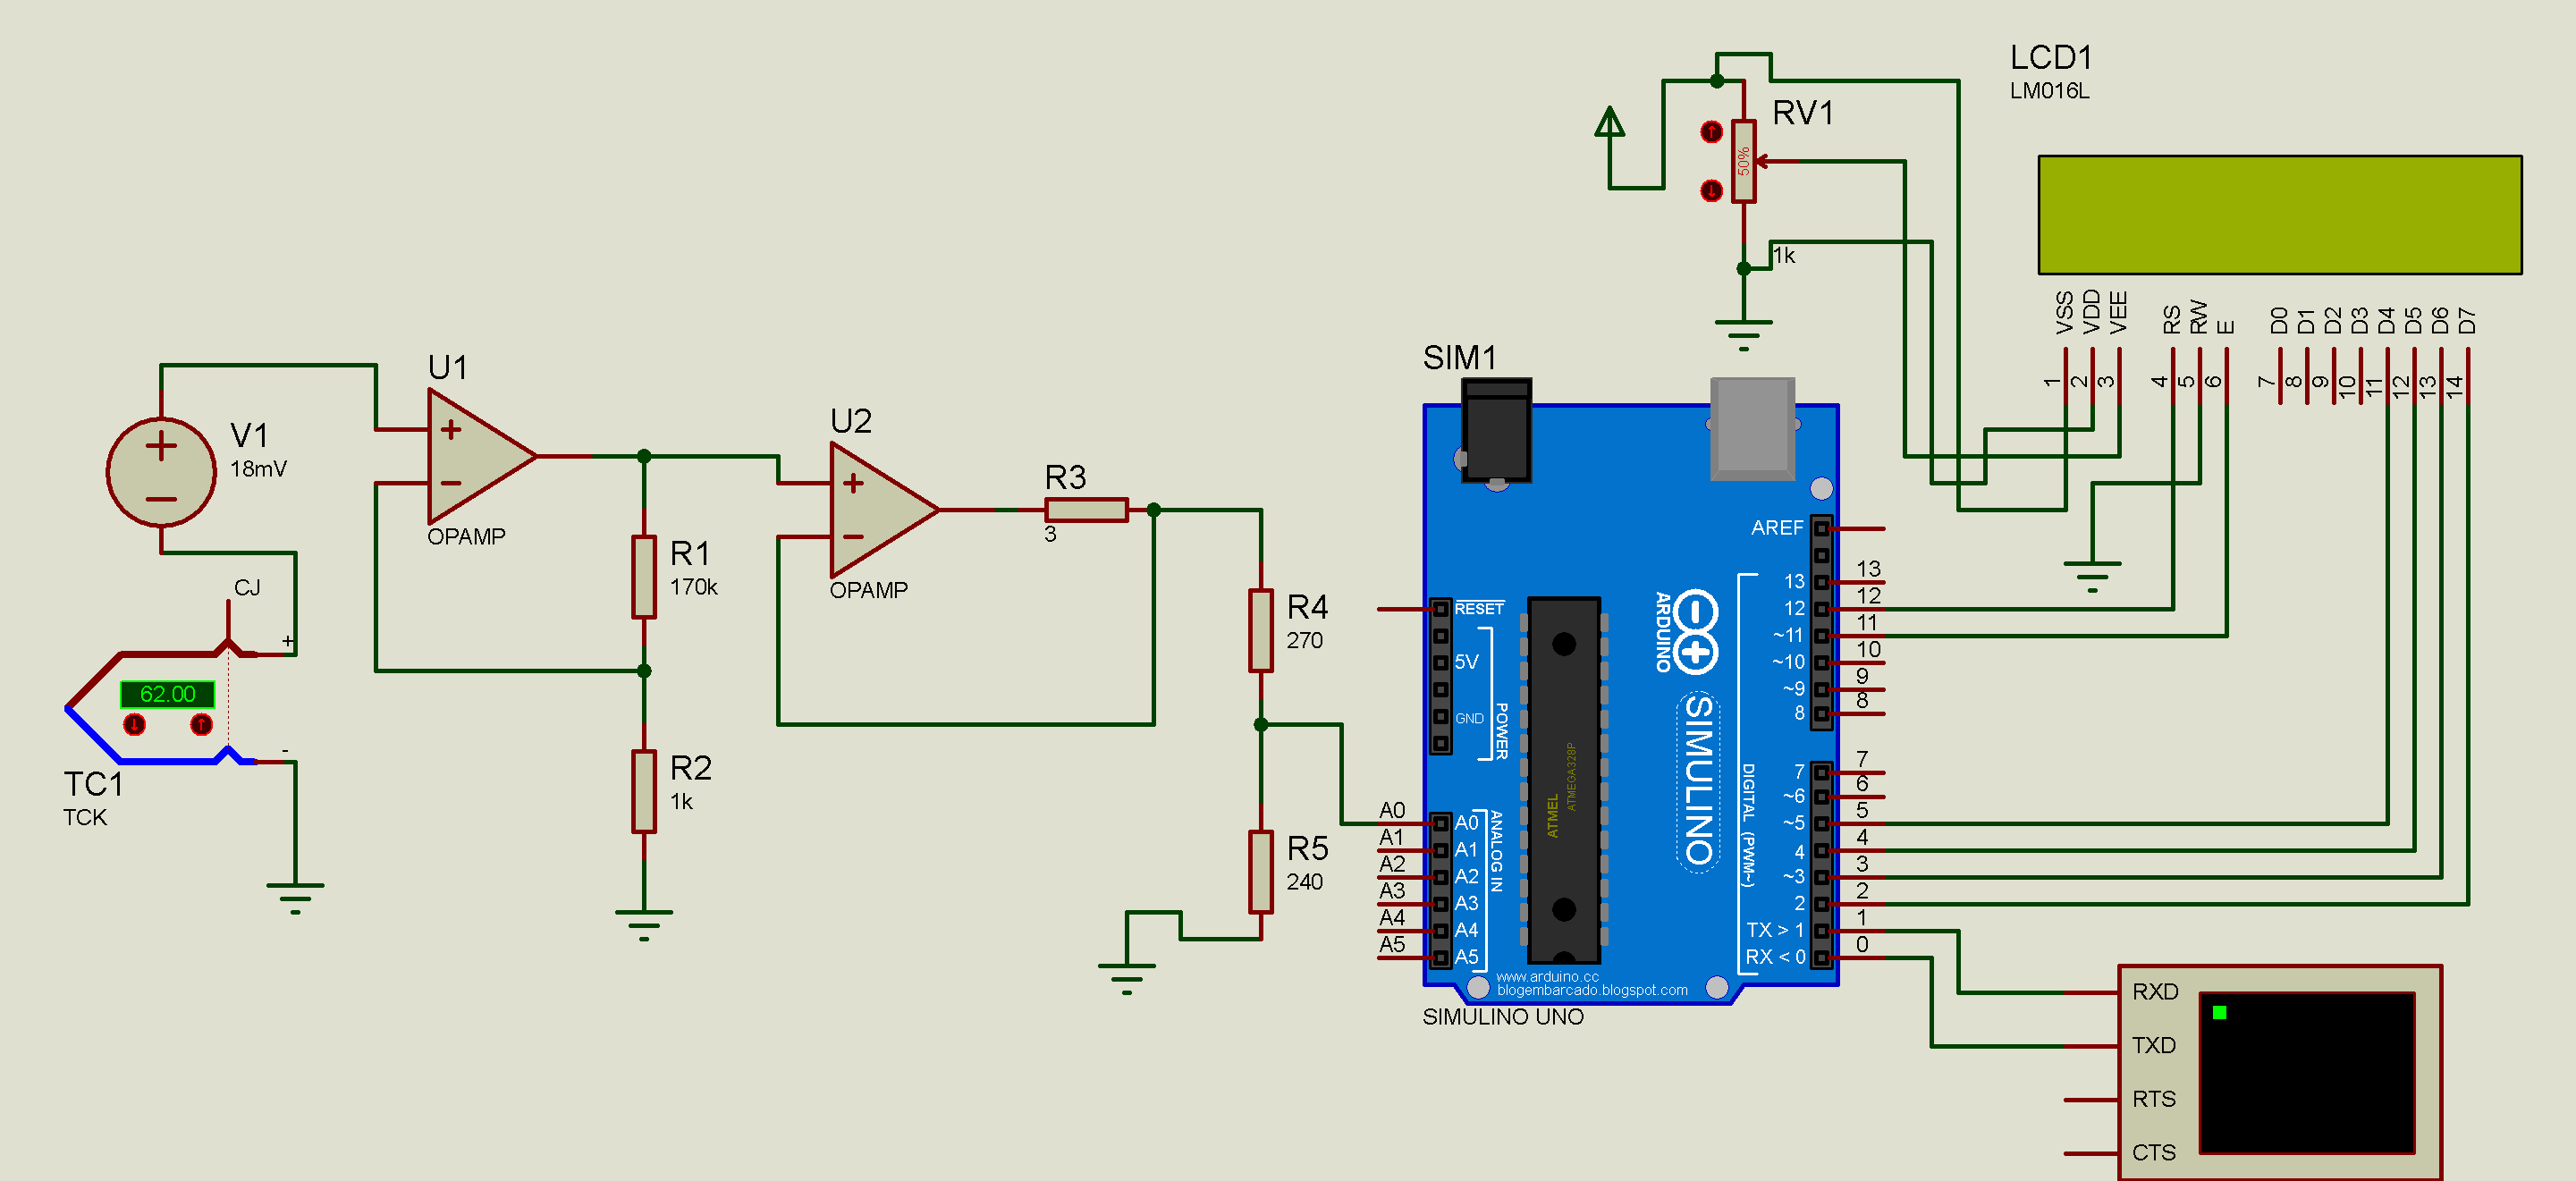 LCD1
LM016L
RV1
50%
1k
VSS
VDD
VEE
RS
RW
E
D0
D1
D2
D3
D4
D5
D6
D7
1
2
3
4
5
6
7
8
9
10
11
12
13
14
V1
18mV
U1
OPAMP
U2
OPAMP
R3
3
R1
170k
R2
1k
R4
270
R5
240
CJ
+
-
62.00
TC1
TCK
SIM1
AREF
13
12
~11
~10
~9
8
7
~6
~5
4
~3
2
TX > 1
RX < 0
13
12
11
10
9
8
7
6
5
4
3
2
1
0
RESET
5V
GND
POWER
A0
A1
A2
A3
A4
A5
A0
A1
A2
A3
A4
A5
ANALOG IN
ATMEL
ATMEGA328P
ARDUINO
SIMULINO
DIGITAL (PWM~)
www.arduino.cc
blogembarcado.blogspot.com
SIMULINO UNO
RXD
TXD
RTS
CTS